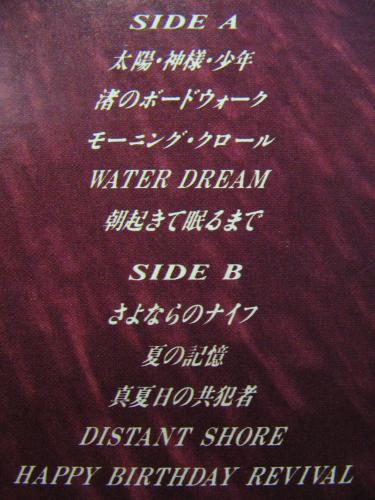 SIDE A
太陽・神様・少年
渚のボードウォーク
モーニング・クロール
WATER DREAM
朝起きて眠るまで
SIDE B
さよならのナイフ
夏の記憶
真夏日の共犯者
DISTANT SHORE
HAPPY BIRTHDAY REVIVAL